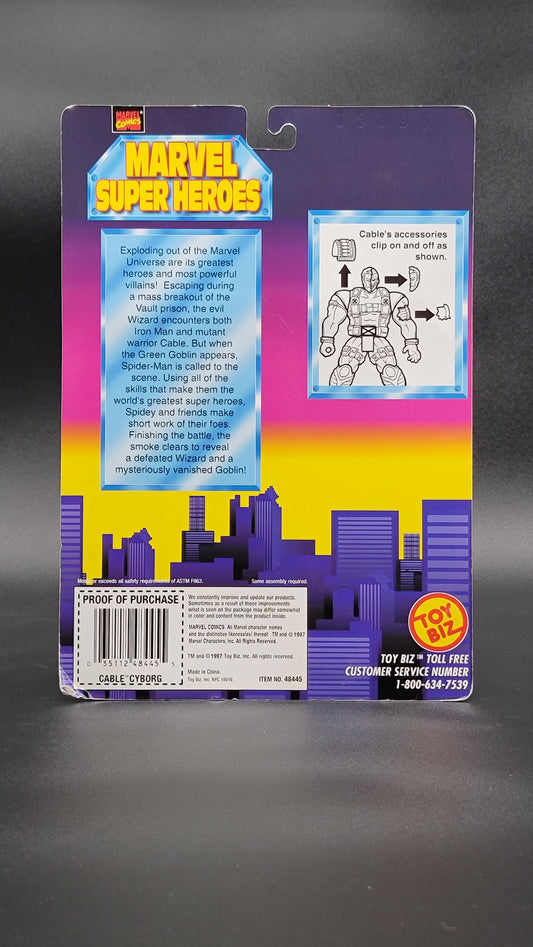 MARVEL
COMICS
MARVEL
SUPER HEROES
Exploding out of the Marvel
Universe are its greatest
heroes and most powerful
villains! Escaping during
a mass breakout of the
Vault prison, the evil
Wizard encounters both
Iron Man and mutant
warrior Cable. But when
the Green Goblin appears,
Spider-Man is called to the
scene. Using all of the
skills that make them the
world's greatest super heroes,
Spidey and friends make
short work of their foes.
Finishing the battle, the
smoke clears to reveal
a defeated Wizard and a
mysteriously vanished Goblin!
Cable's accessories
clip on and off as
shown.
Meets or exceeds all safety requirements of ASTM F963.
Some assembly required.
PROOF OF PURCHASE
0 35112 48445 5
CABLE CYBORG
We constantly improve and update our products.
Sometimes as a result of these improvements
what is seen on the package may differ somewhat
in color and content from the product inside.
MARVEL COMICS: All Marvel character names
and the distinctive likeness(es) thereof: TM and © 1997
Marvel Characters, Inc. All Rights Reserved.
TM and © 1997 Toy Biz, Inc. All rights reserved.
Made in China.
Toy Biz, Inc. NYC 10016
ITEM NO. 48445
TOY
BIZ
TOY BIZ™ TOLL FREE
CUSTOMER SERVICE NUMBER
1-800-634-7539